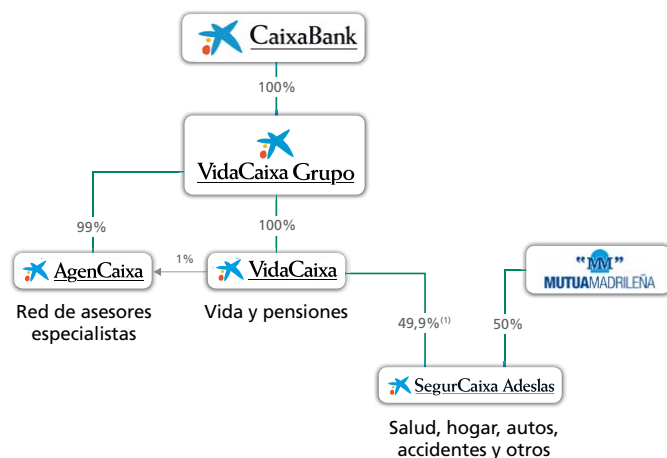 CaixaBank
100%
VidaCaixa Grupo
99%
100%
AgenCaixa
1%
VidaCaixa
"MM"
MUTUAMADRILEÑA
Red de asesores
especialistas
Vida y pensiones
49,9%(1)
50%
SegurCaixa Adeslas
Salud, hogar, autos,
accidentes y otros